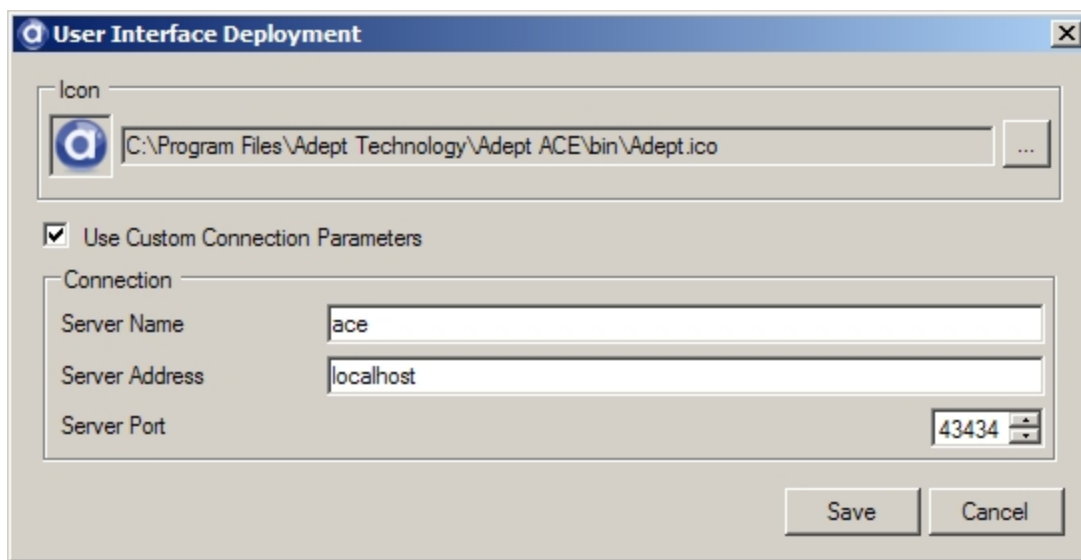 User Interface Deployment
Icon
C:\Program Files\Adept Technology\Adept ACE\bin\Adept.ico
...
Use Custom Connection Parameters
Connection
Server Name
ace
Server Address
localhost
Server Port
43434
Save
Cancel